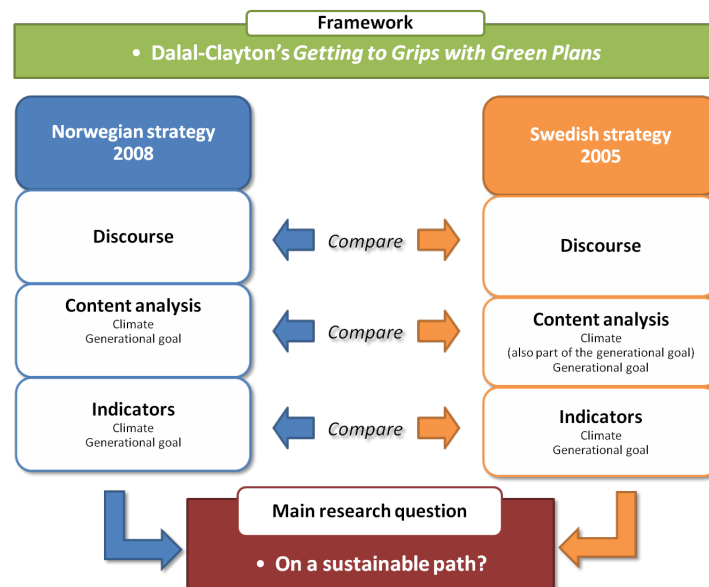 Framework
• Dalal-Clayton's Getting to Grips with Green Plans
Norwegian strategy
2008
Swedish strategy
2005
Discourse
Compare
Discourse
Content analysis
Climate
Generational goal
Compare
Content analysis
Climate
(also part of the generational goal)
Generational goal
Indicators
Climate
Generational goal
Compare
Indicators
Climate
Generational goal
Main research question
• On a sustainable path?